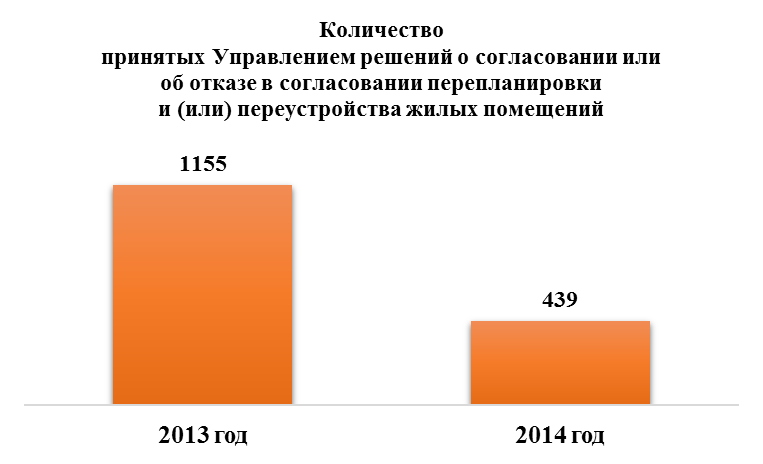 Количество
принятых Управлением решений о согласовании или
об отказе в согласовании перепланировки
и (или) переустройства жилых помещений
1155
439
2013 год
2014 год